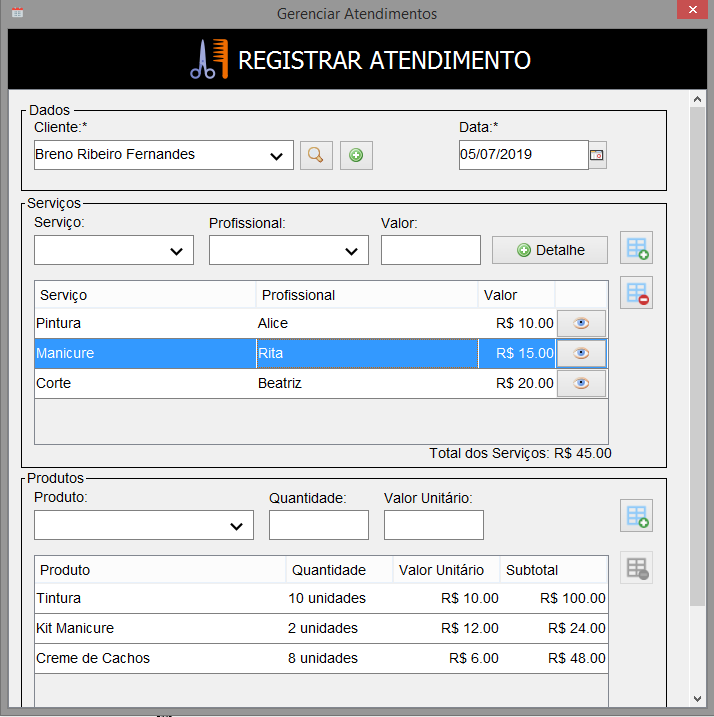 Gerenciar Atendimentos
REGISTRAR ATENDIMENTO
Dados
Cliente:* Data:*
Breno Ribeiro Fernandes 05/07/2019
Serviços
Serviço: Profissional: Valor:
Detalhe
Serviço Profissional Valor
Pintura Alice R$ 10.00
Manicure Rita R$ 15.00
Corte Beatriz R$ 20.00
Total dos Serviços: R$ 45.00
Produtos
Produto: Quantidade: Valor Unitário:
Produto Quantidade Valor Unitário Subtotal
Tintura 10 unidades R$ 10.00 R$ 100.00
Kit Manicure 2 unidades R$ 12.00 R$ 24.00
Creme de Cachos 8 unidades R$ 6.00 R$ 48.00